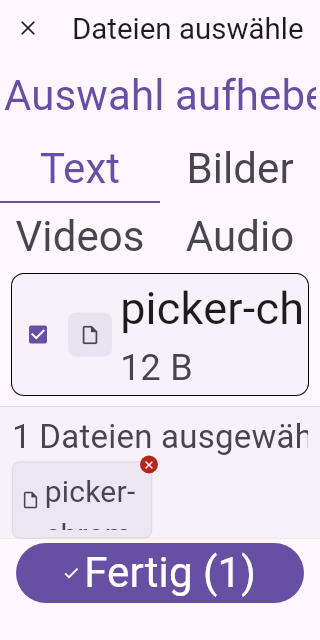 Dateien auswähle
Auswahl aufhebe
Text Bilder
Videos Audio
picker-ch
12 B
1 Dateien ausgewäh
picker-
Fertig (1)